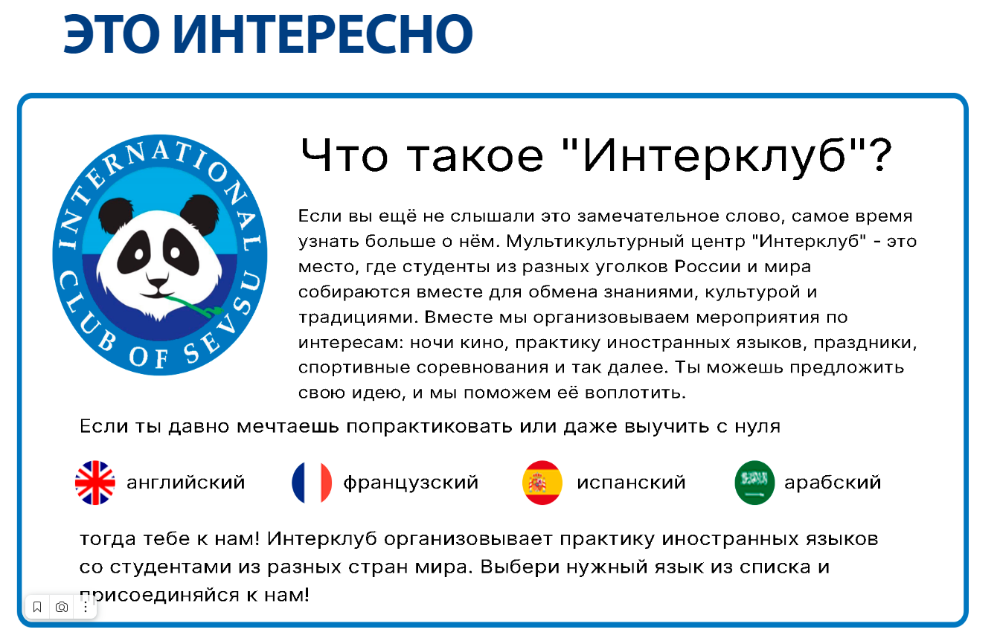 ЭТО ИНТЕРЕСНО
INTERNATIONAL
CLUB OF SEVSU
Что такое "Интерклуб"?
Если вы ещё не слышали это замечательное слово, самое время
узнать больше о нём. Мультикультурный центр "Интерклуб" - это
место, где студенты из разных уголков России и мира
собираются вместе для обмена знаниями, культурой и
традициями. Вместе мы организовываем мероприятия по
интересам: ночи кино, практику иностранных языков, праздники,
спортивные соревнования и так далее. Ты можешь предложить
свою идею, и мы поможем её воплотить.
Если ты давно мечтаешь попрактиковать или даже выучить с нуля
английский французский испанский арабский
тогда тебе к нам! Интерклуб организовывает практику иностранных языков
со студентами из разных стран мира. Выбери нужный язык из списка и
присоединяйся к нам!